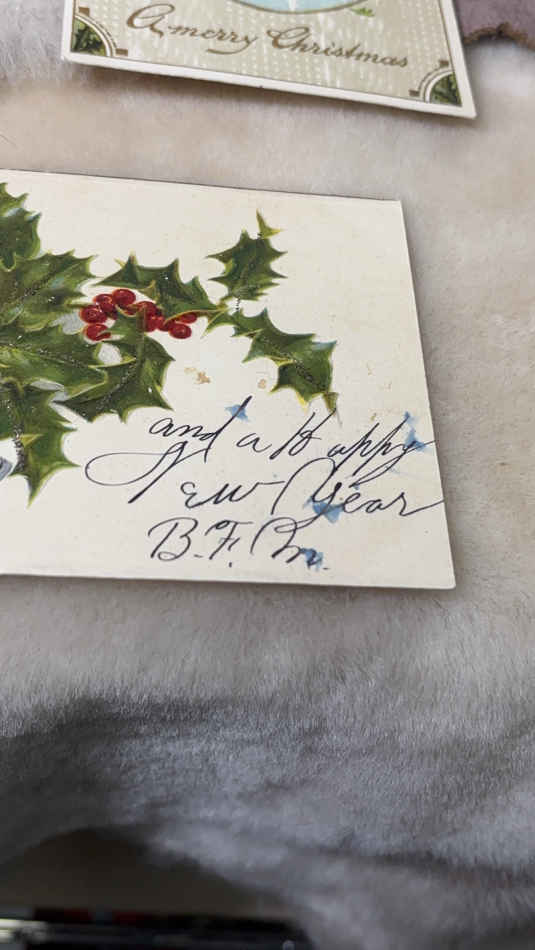 A merry Christmas
and a Happy
New Year
B.F.M.